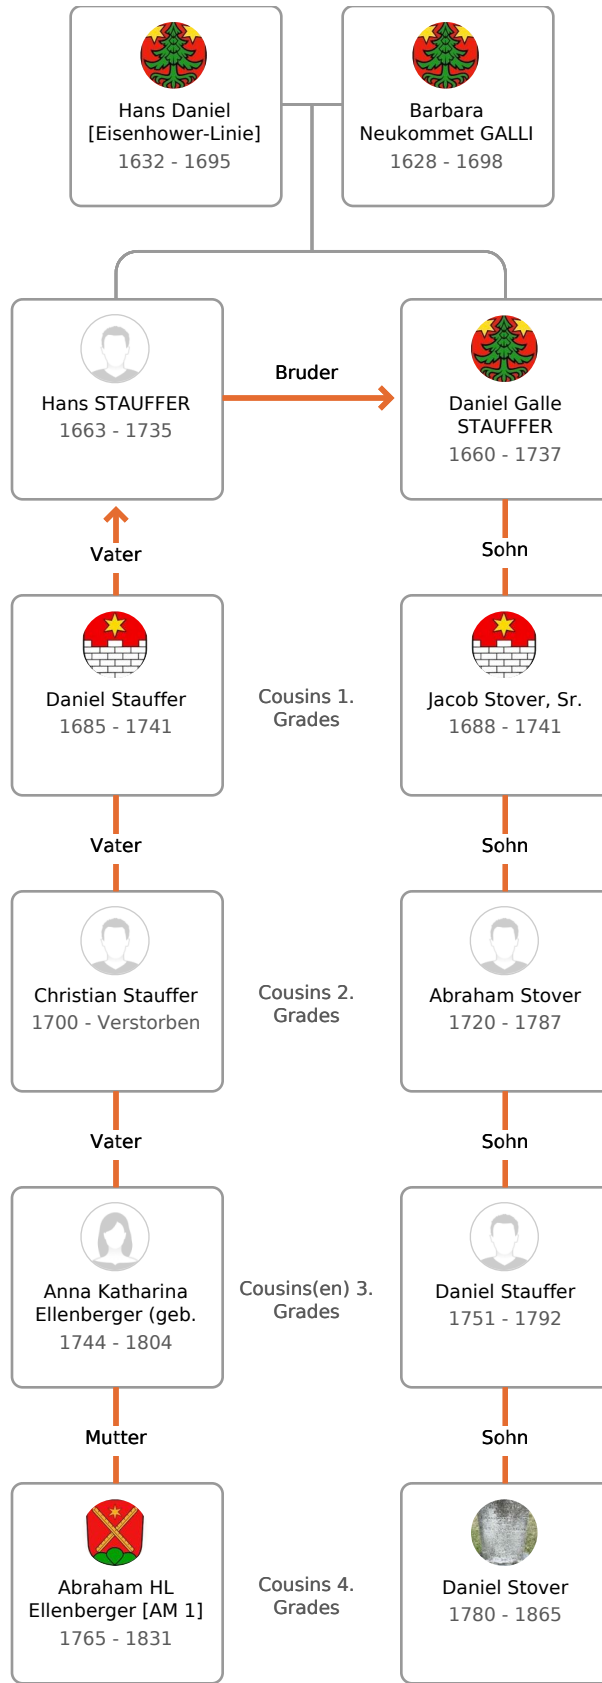 Hans Daniel
[Eisenhower-Linie]
1632 - 1695
Barbara
Neukommet GALLI
1628 - 1698
Hans STAUFFER
1663 - 1735
Bruder
Daniel Galle
STAUFFER
1660 - 1737
Vater
Sohn
Daniel Stauffer
1685 - 1741
Cousins 1.
Grades
Jacob Stover, Sr.
1688 - 1741
Vater
Sohn
Christian Stauffer
1700 - Verstorben
Cousins 2.
Grades
Abraham Stover
1720 - 1787
Vater
Sohn
Anna Katharina
Ellenberger (geb.
1744 - 1804
Cousins(en) 3.
Grades
Daniel Stauffer
1751 - 1792
Mutter
Sohn
Abraham HL
Ellenberger [AM 1]
1765 - 1831
Cousins 4.
Grades
Daniel Stover
1780 - 1865